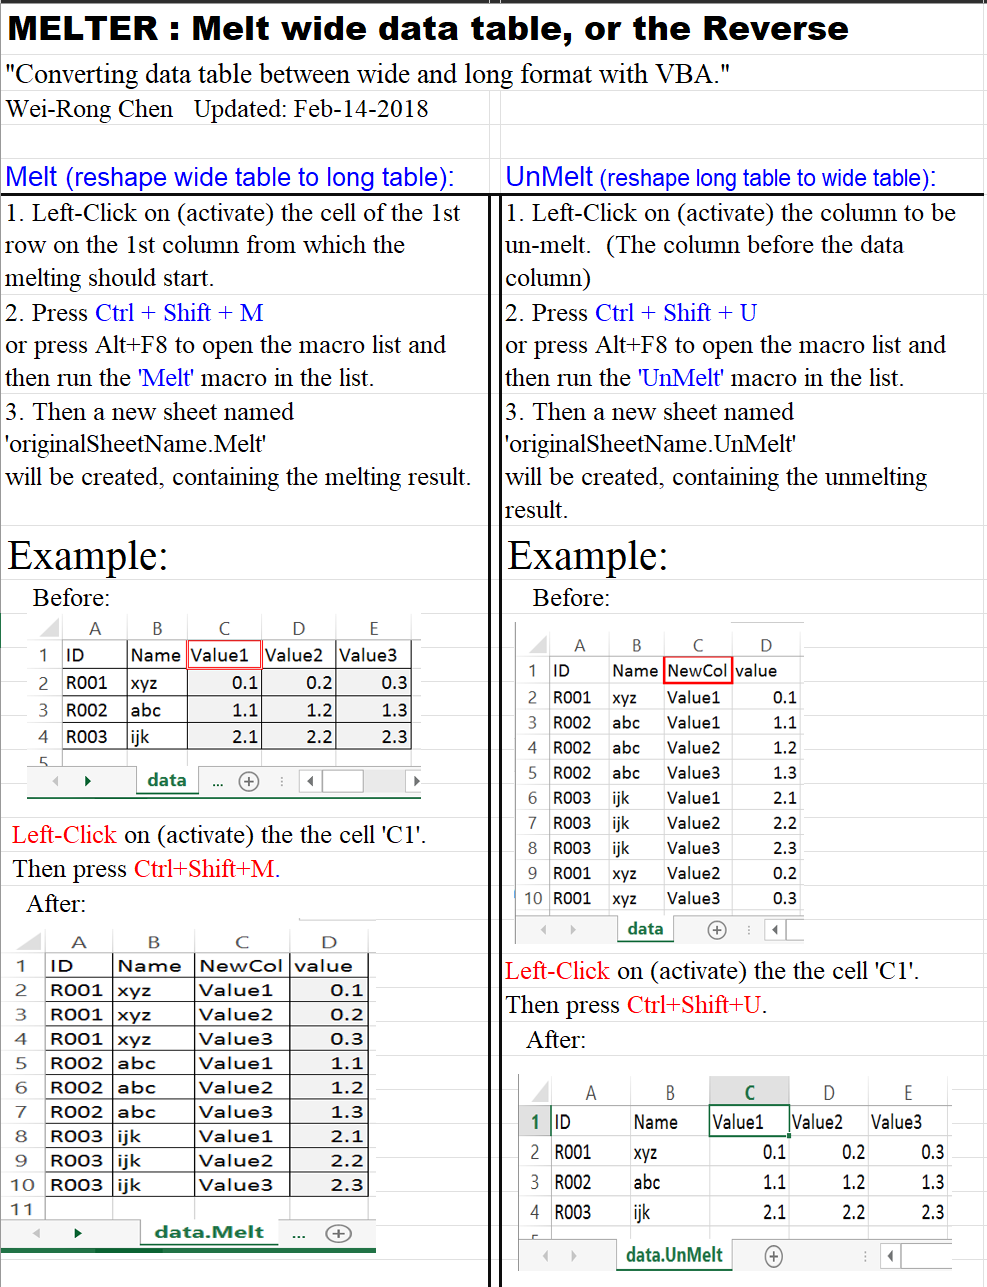 MELTER : Melt wide data table, or the Reverse
"Converting data table between wide and long format with VBA."
Wei-Rong Chen Updated: Feb-14-2018
Melt (reshape wide table to long table):
1. Left-Click on (activate) the cell of the 1st
row on the 1st column from which the
melting should start.
2. Press Ctrl + Shift + M
or press Alt+F8 to open the macro list and
then run the 'Melt' macro in the list.
3. Then a new sheet named
'originalSheetName.Melt'
will be created, containing the melting result.
Example:
Before:
A B C D E
1 ID Name Value1 Value2 Value3
2 R001 xyz 0.1 0.2 0.3
3 R002 abc 1.1 1.2 1.3
4 R003 ijk 2.1 2.2 2.3
5
data ...
Left-Click on (activate) the the cell 'C1'.
Then press Ctrl+Shift+M.
After:
A B C D
1 ID Name NewCol value
2 R001 xyz Value1 0.1
3 R001 xyz Value2 0.2
4 R001 xyz Value3 0.3
5 R002 abc Value1 1.1
6 R002 abc Value2 1.2
7 R002 abc Value3 1.3
8 R003 ijk Value1 2.1
9 R003 ijk Value2 2.2
10 R003 ijk Value3 2.3
11
data.Melt ...
UnMelt (reshape long table to wide table):
1. Left-Click on (activate) the column to be
un-melt. (The column before the data
column)
2. Press Ctrl + Shift + U
or press Alt+F8 to open the macro list and
then run the 'UnMelt' macro in the list.
3. Then a new sheet named
'originalSheetName.UnMelt'
will be created, containing the unmelting
result.
Example:
Before:
A B C D
1 ID Name NewCol value
2 R001 xyz Value1 0.1
3 R002 abc Value1 1.1
4 R002 abc Value2 1.2
5 R002 abc Value3 1.3
6 R003 ijk Value1 2.1
7 R003 ijk Value2 2.2
8 R003 ijk Value3 2.3
9 R001 xyz Value2 0.2
10 R001 xyz Value3 0.3
data
Left-Click on (activate) the the cell 'C1'.
Then press Ctrl+Shift+U.
After:
A B C D E
1 ID Name Value1 Value2 Value3
2 R001 xyz 0.1 0.2 0.3
3 R002 abc 1.1 1.2 1.3
4 R003 ijk 2.1 2.2 2.3
data.UnMelt